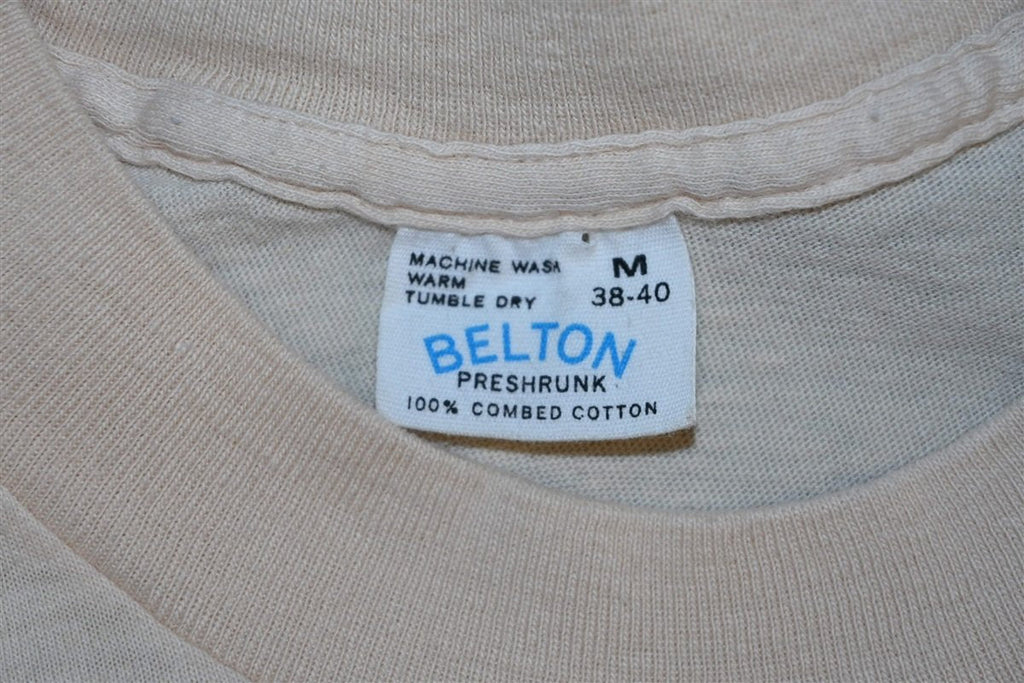 MACHINE WASH
WARM
TUMBLE DRY
M
38-40
BELTON
PRESHRUNK
100% COMBED COTTON